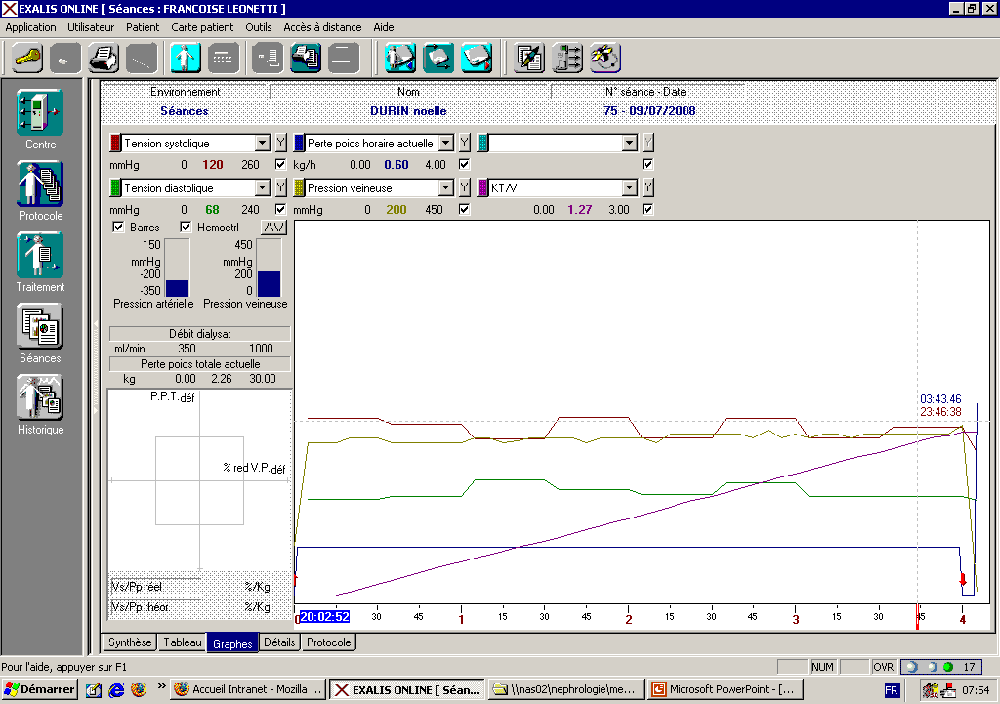 EXALIS ONLINE [ Séances : FRANCOISE LEONETTI ]
Application Utilisateur Patient Carte patient Outils Accès à distance Aide
Environnement Nom N° séance - Date
Séances DURIN noelle 75 - 09/07/2008
Centre
Protocole
Traitement
Séances
Historique
Tension systolique Y Perte poids horaire actuelle Y Y
mmHg 0 120 260 kg/h 0.00 0.60 4.00
Tension diastolique Y Pression veineuse Y KT/V Y
mmHg 0 68 240 mmHg 0 200 450 0.00 1.27 3.00
Barres Hemoctrl
150 450
mmHg mmHg
-200 200
-350 0
Pression artérielle Pression veineuse
Débit dialysat
ml/min 350 1000
Perte poids totale actuelle
kg 0.00 2.26 30.00
P.P.T.déf
% red V.P.déf
Vs/Pp réel %/Kg
Vs/Pp théor %/Kg
03:43.46
23:46:38
0 20:02:52 30 45 1 15 30 45 2 15 30 45 3 15 30 45 4
Synthèse Tableau Graphes Détails Protocole
Pour l'aide, appuyer sur F1 NUM OVR 17
Démarrer » Accueil Intranet - Mozilla ... EXALIS ONLINE [ Séan... \\nas02\nephrologie\me... Microsoft PowerPoint - [... FR 07:54